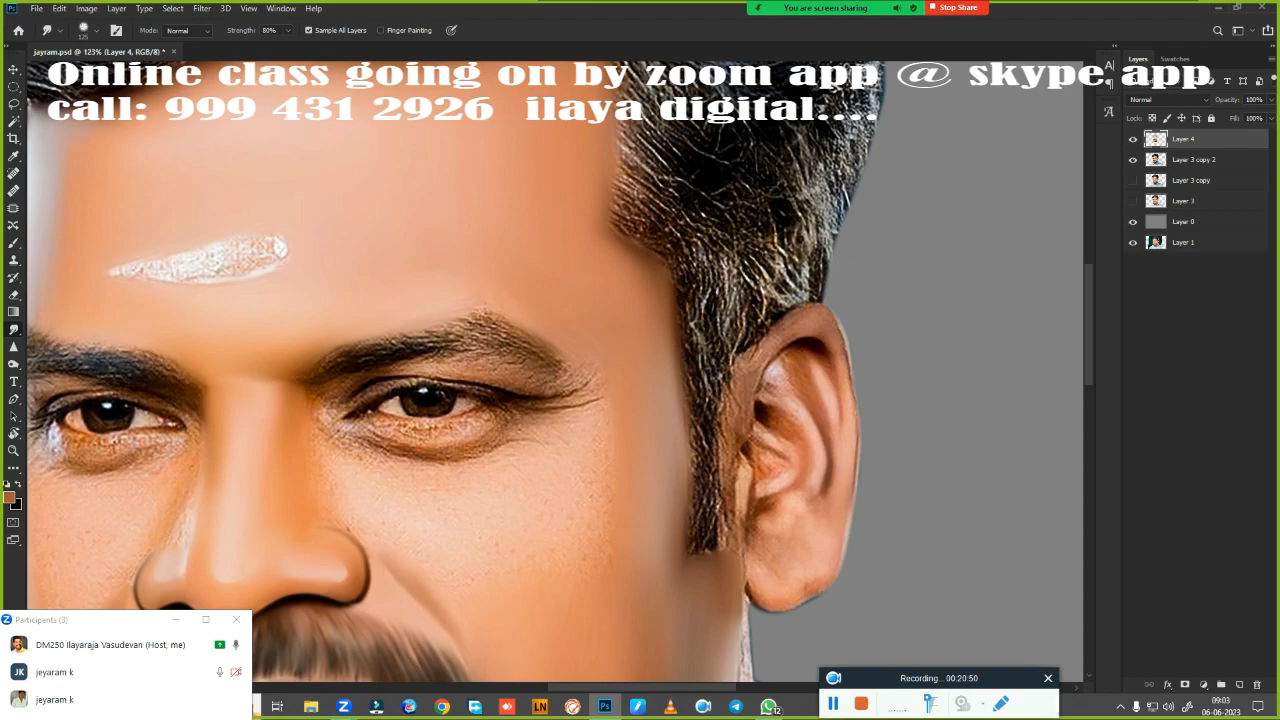 File Edit Image Layer Type Select Filter 3D View Window Help
You are screen sharing Stop Share
125 Mode: Normal Strength: 80% Sample All Layers Finger Painting
jayram.psd @ 123% (Layer 4, RGB/8) *
Online class going on by zoom app @ skype app
call: 999 431 2926 ilaya digital....
Layers Swatches
Normal Opacity: 100%
Lock: Fill: 100%
Layer 4
Layer 3 copy 2
Layer 3 copy
Layer 3
Layer 0
Layer 1
Participants (3)
DM250 Ilayaraja Vasudevan (Host, me)
JK jeyaram k
jeyaram k
Recording... 00:20:50
09:03
06-06-2023